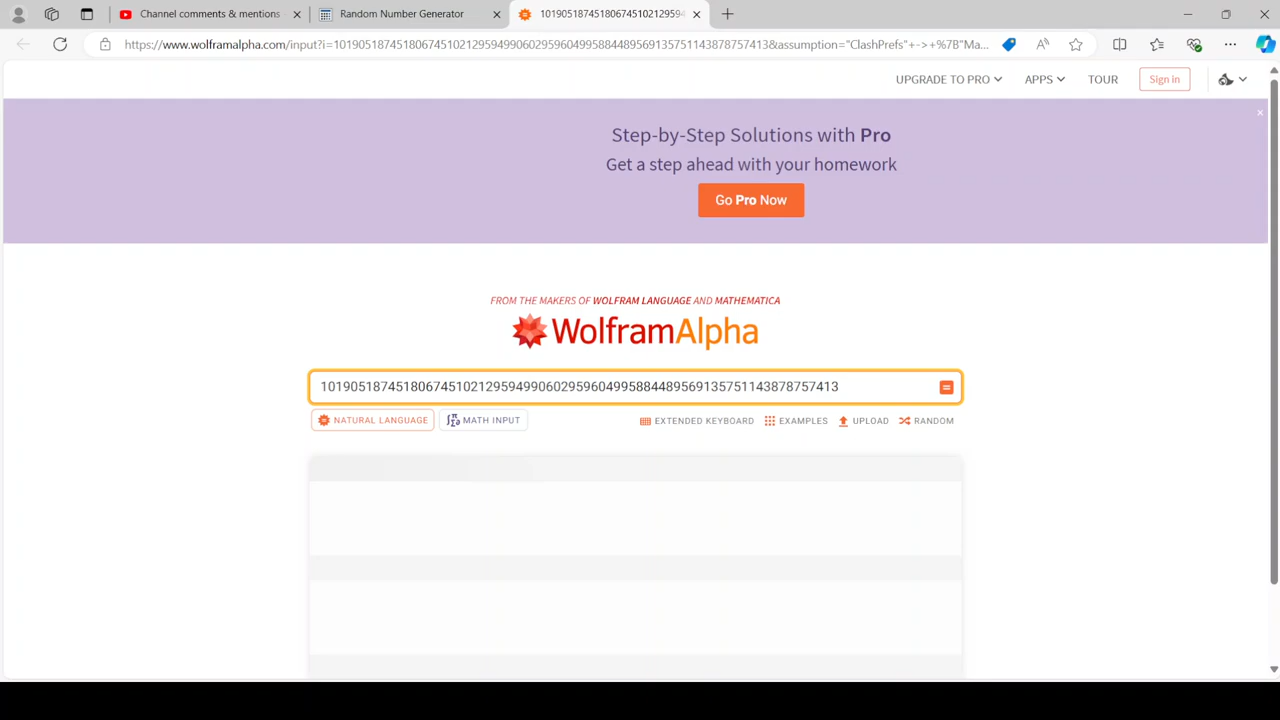 Channel comments & mentions
Random Number Generator
1019051874518067451021295949
https://www.wolframalpha.com/input?i=101905187451806745102129594990602959604995884489569135751143878757413&assumption="ClashPrefs"+->+%7B"Ma...
UPGRADE TO PRO
APPS
TOUR
Sign in
Step-by-Step Solutions with Pro
Get a step ahead with your homework
Go Pro Now
FROM THE MAKERS OF WOLFRAM LANGUAGE AND MATHEMATICA
WolframAlpha
101905187451806745102129594990602959604995884489569135751143878757413
NATURAL LANGUAGE
MATH INPUT
EXTENDED KEYBOARD
EXAMPLES
UPLOAD
RANDOM